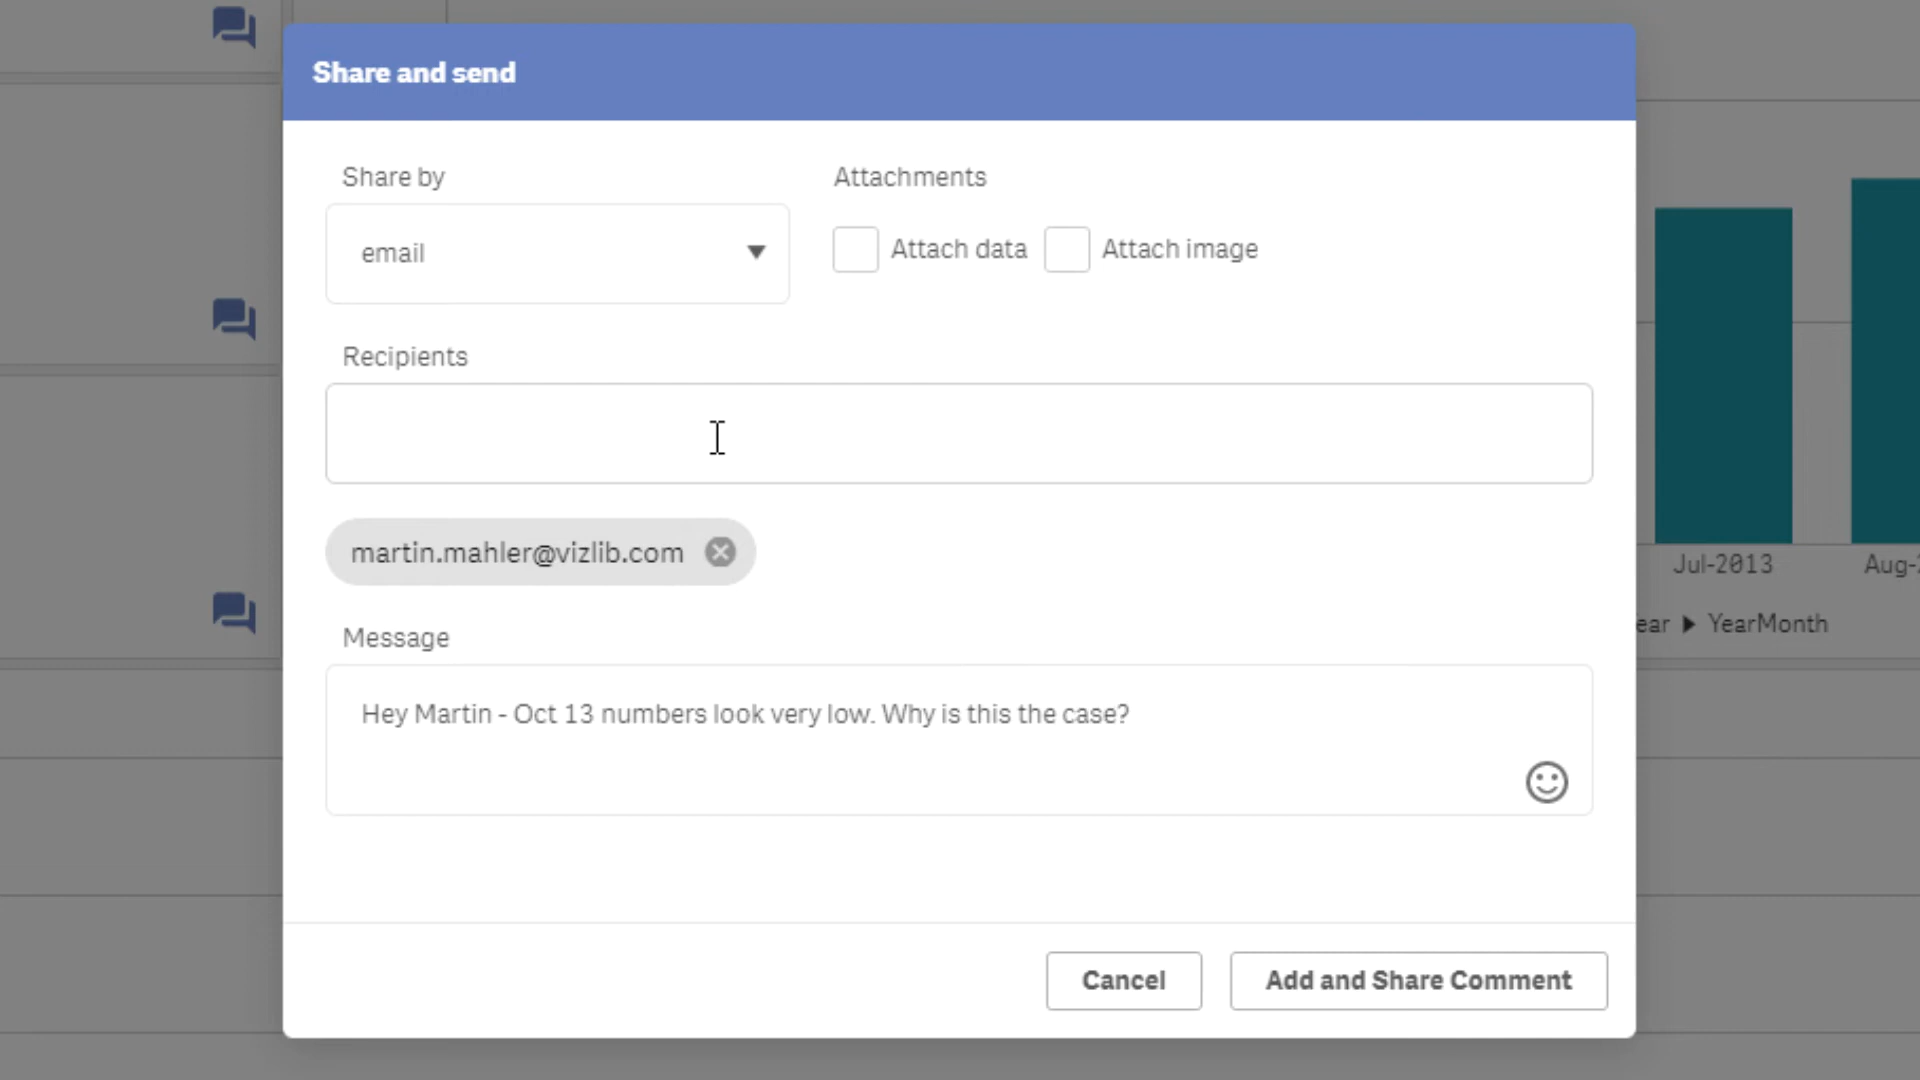 Share and send
Share by
Attachments
email
Attach data
Attach image
Recipients
martin.mahler@vizlib.com
Message
Hey Martin - Oct 13 numbers look very low. Why is this the case?
Cancel
Add and Share Comment
Jul-2013
Aug-
ear ▶ YearMonth